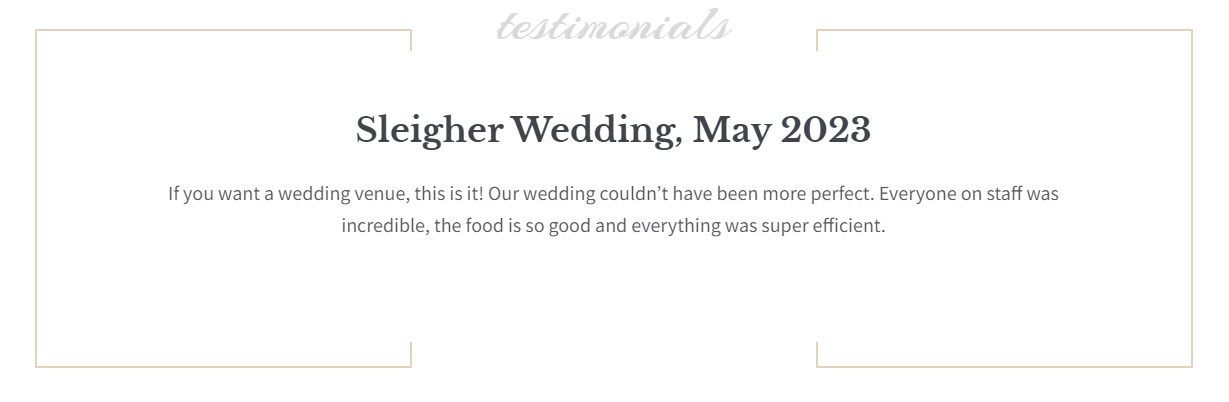 testimonials
Sleigher Wedding, May 2023
If you want a wedding venue, this is it! Our wedding couldn’t have been more perfect. Everyone on staff was
incredible, the food is so good and everything was super efficient.